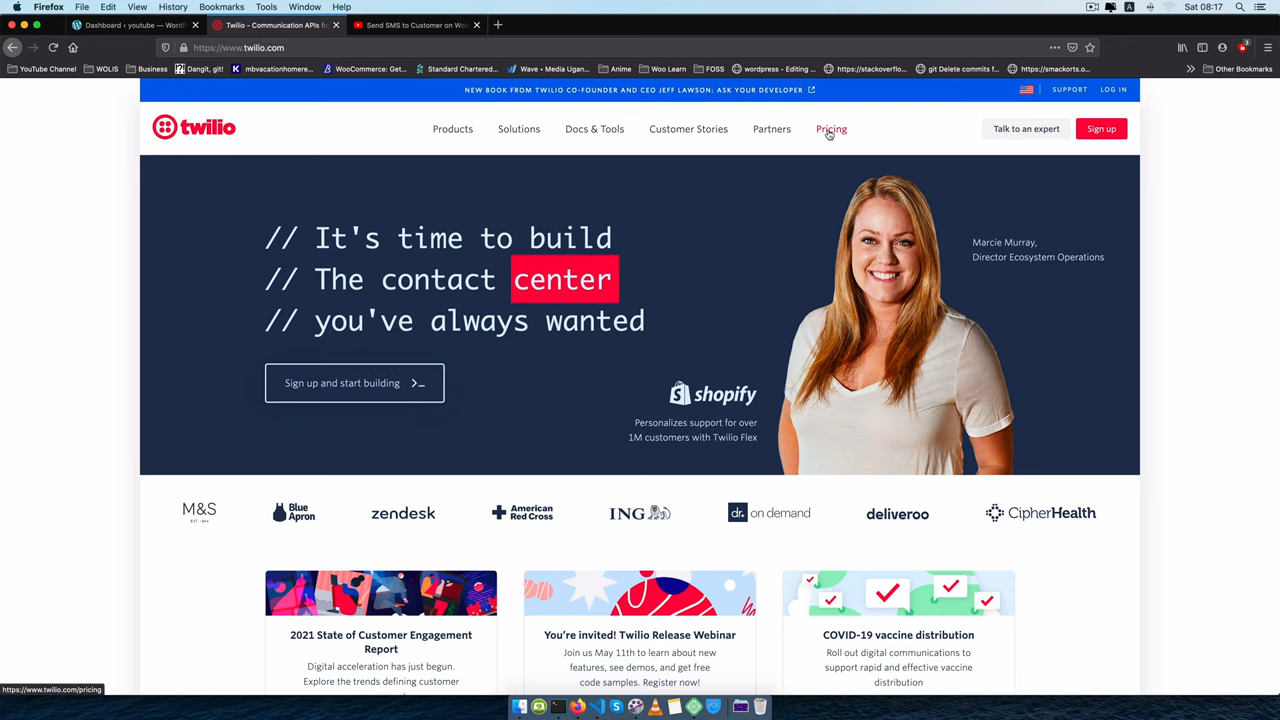 Firefox File Edit View History Bookmarks Tools Window Help
Sat 08:17
Dashboard ‹ youtube — WordP
Twilio - Communication APIs fo
Send SMS to Customer on Woo
https://www.twilio.com
YouTube Channel
WOLIS
Business
Dangit, git!
mbvacationhomere...
WooCommerce: Get...
Standard Chartered...
Wave • Media Ugan...
Anime
Woo Learn
FOSS
wordpress - Editing ...
https://stackoverflo...
git Delete commits f...
https://smackorts.o...
Other Bookmarks
NEW BOOK FROM TWILIO CO-FOUNDER AND CEO JEFF LAWSON: ASK YOUR DEVELOPER
SUPPORT
LOG IN
twilio
Products
Solutions
Docs & Tools
Customer Stories
Partners
Pricing
Talk to an expert
Sign up
// It's time to build
// The contact center
// you've always wanted
Sign up and start building
Marcie Murray,
Director Ecosystem Operations
shopify
Personalizes support for over
1M customers with Twilio Flex
M&S
Blue Apron
zendesk
American Red Cross
ING
dr. on demand
deliveroo
CipherHealth
2021 State of Customer Engagement
Report
Digital acceleration has just begun.
Explore the trends defining customer
You're invited! Twilio Release Webinar
Join us May 11th to learn about new
features, see demos, and get free
code samples. Register now!
COVID-19 vaccine distribution
Roll out digital communications to
support rapid and effective vaccine
distribution
https://www.twilio.com/pricing